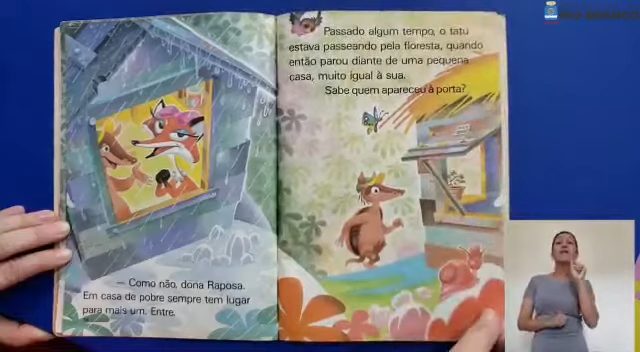 — Como não, dona Raposa.
Em casa de pobre sempre tem lugar
para mais um. Entre.
Passado algum tempo, o tatu
estava passeando pela floresta, quando
então parou diante de uma pequena
casa, muito igual à sua.
Sabe quem apareceu à porta?